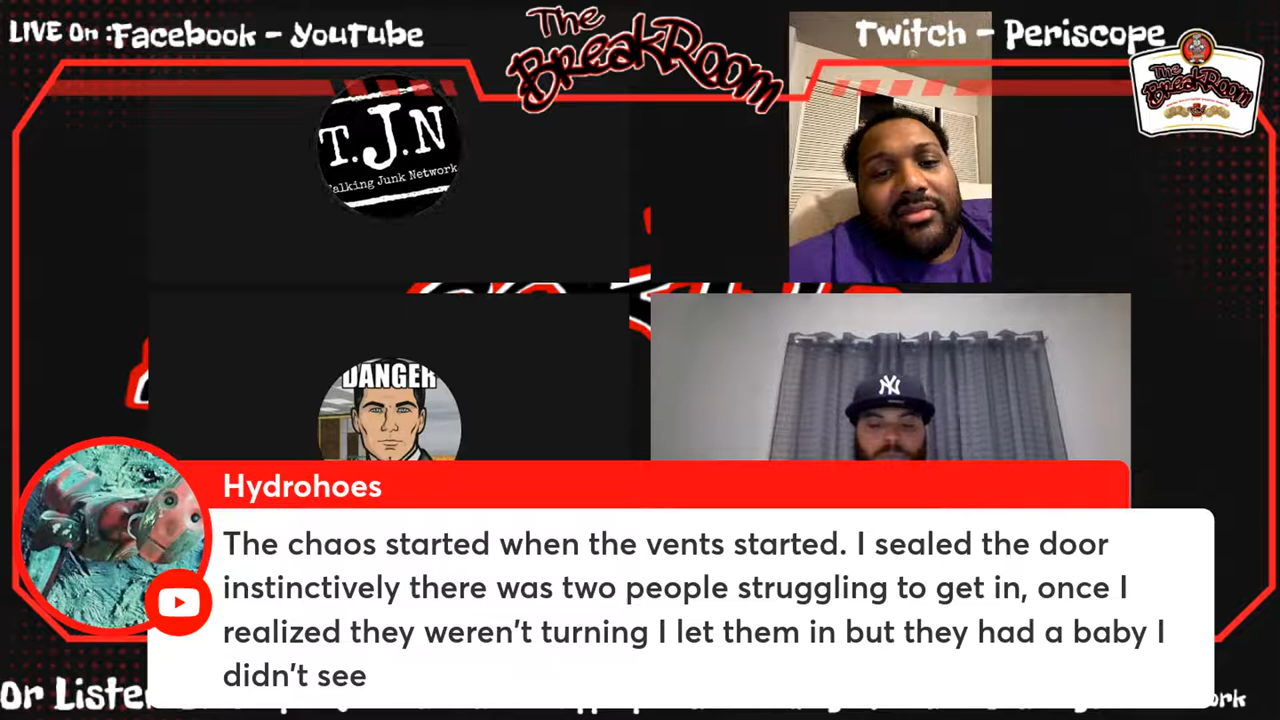 LIVE On :Facebook - YouTube
The BreakRoom
Twitch - Periscope
The BreakRoom
T.J.N
Talking Junk Network
DANGER
NY
Hydrohoes
The chaos started when the vents started. I sealed the door
instinctively there was two people struggling to get in, once I
realized they weren't turning I let them in but they had a baby I
didn't see
Or Listen